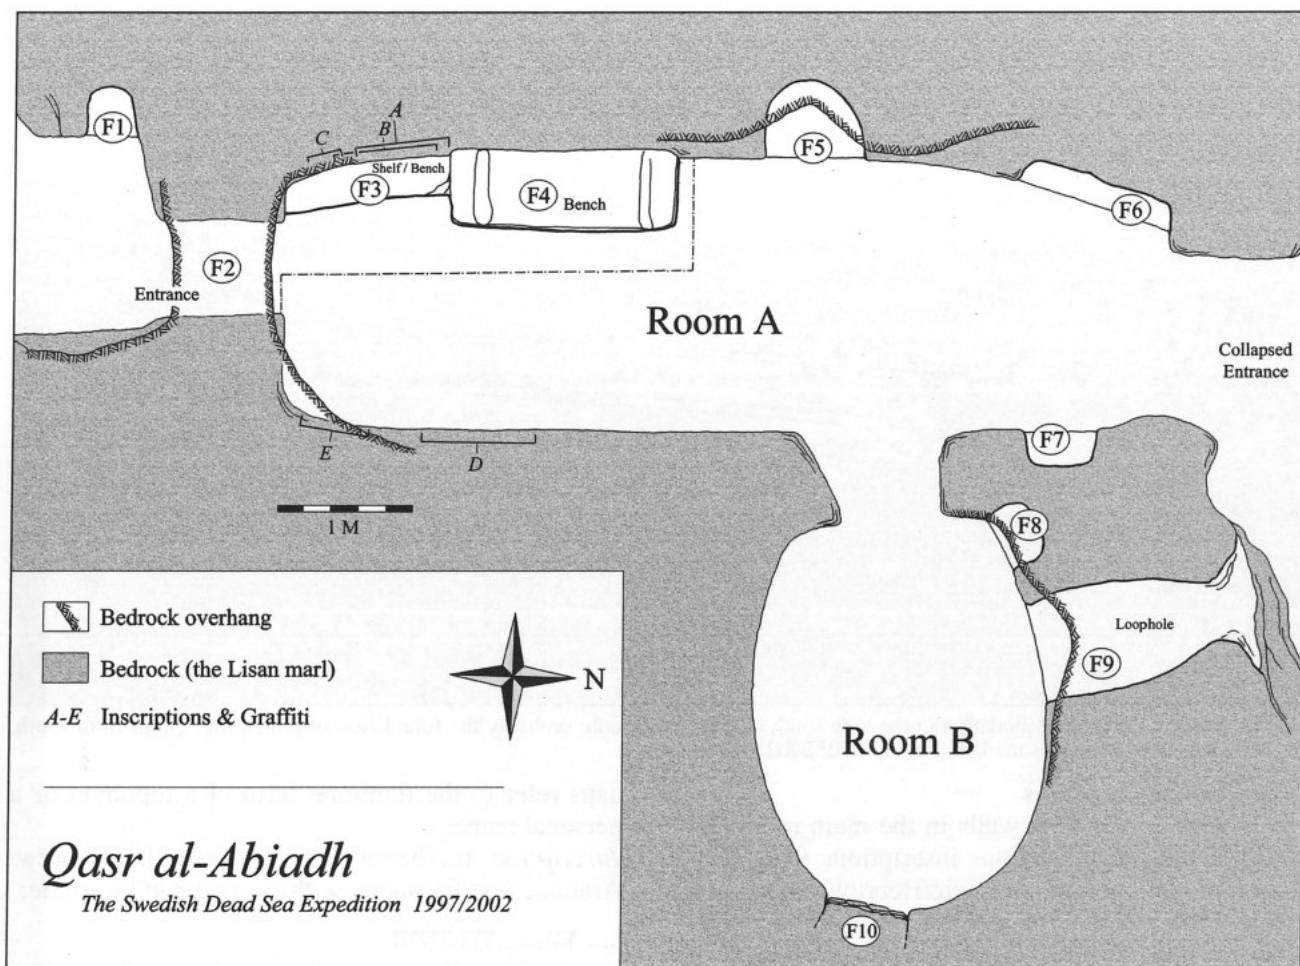 F1
A
B
C
Shelf / Bench
F3
F4
Bench
F5
F6
F2
Entrance
Room A
Collapsed
Entrance
F7
E
D
1 M
F8
Loophole
F9
Bedrock overhang
Bedrock (the Lisan marl)
A-E Inscriptions & Graffiti
N
Room B
F10
Qasr al-Abiadh
The Swedish Dead Sea Expedition 1997/2002